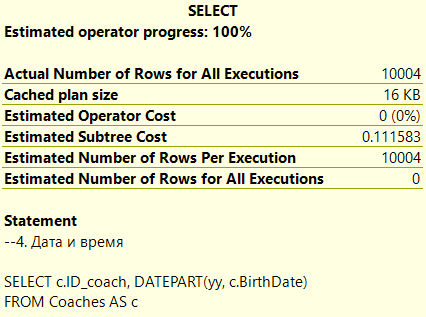 SELECT
Estimated operator progress: 100%
Actual Number of Rows for All Executions 10004
Cached plan size 16 KB
Estimated Operator Cost 0 (0%)
Estimated Subtree Cost 0.111583
Estimated Number of Rows Per Execution 10004
Estimated Number of Rows for All Executions 0
Statement
--4. Дата и время
SELECT c.ID_coach, DATEPART(yy, c.BirthDate)
FROM Coaches AS c